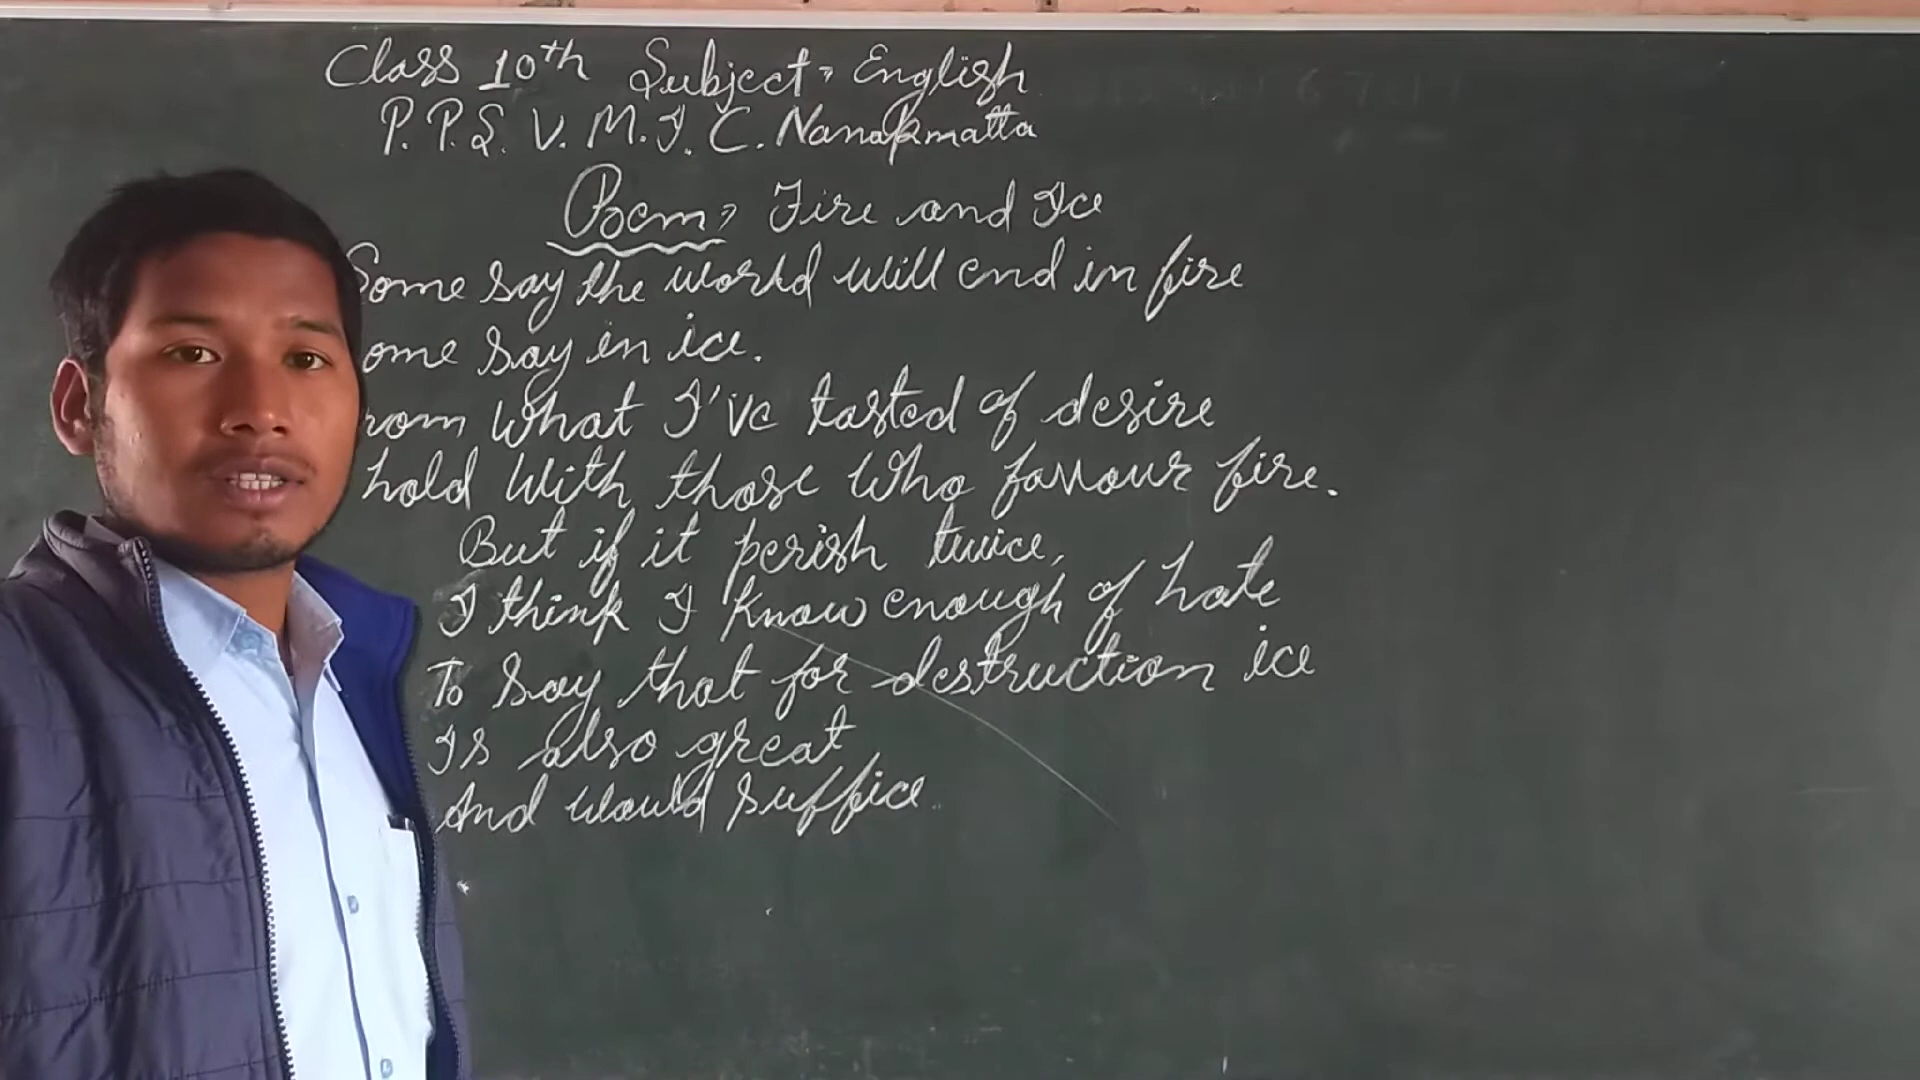 Class 10th Subject → English
P.P.S. V. M. I. C. Nanakmatta
Poem → Fire and Ice
Some say the world will end in fire
ome say in ice.
rom what I've tasted of desire
hold with those who favour fire.
But if it perish twice,
I think I know enough of hate
To say that for destruction ice
Is also great
And would suffice.